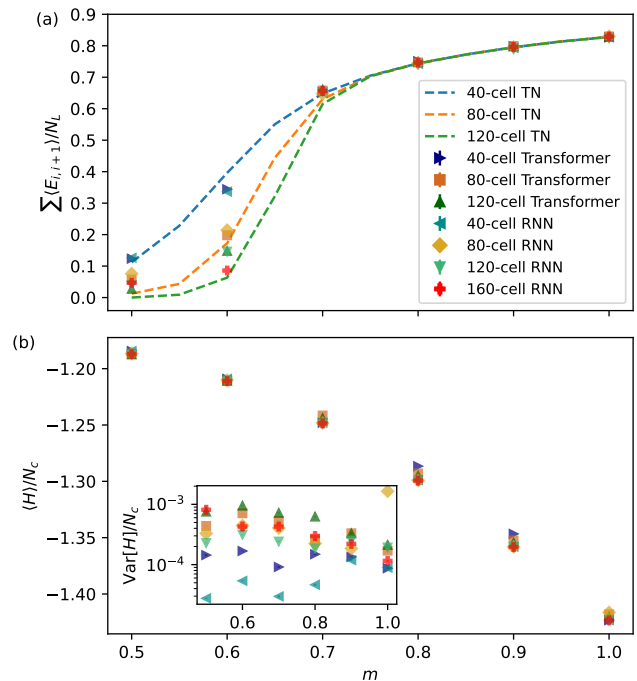 (a)
0.9
0.8
0.7
0.6
0.5
0.4
0.3
0.2
0.1
0.0
∑⟨E_{i,i+1}⟩/N_L
40-cell TN
80-cell TN
120-cell TN
40-cell Transformer
80-cell Transformer
120-cell Transformer
40-cell RNN
80-cell RNN
120-cell RNN
160-cell RNN
(b)
−1.20
−1.25
−1.30
−1.35
−1.40
⟨H⟩/N_c
10^{−3}
10^{−4}
Var[H]/N_c
0.6
0.8
1.0
0.5
0.6
0.7
0.8
0.9
1.0
m